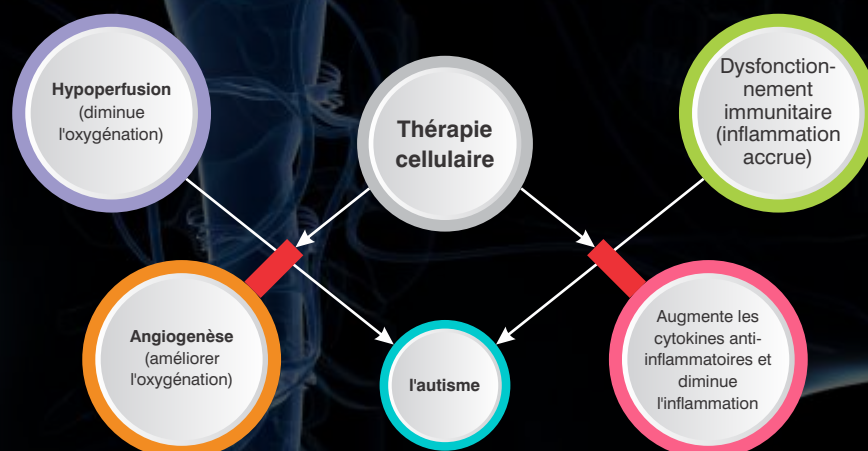 Hypoperfusion
(diminue
l'oxygénation)
Thérapie
cellulaire
Dysfonction-
nement
immunitaire
(inflammation
accrue)
Angiogenèse
(améliorer
l'oxygénation)
l'autisme
Augmente les
cytokines anti-
inflammatoires et
diminue
l'inflammation